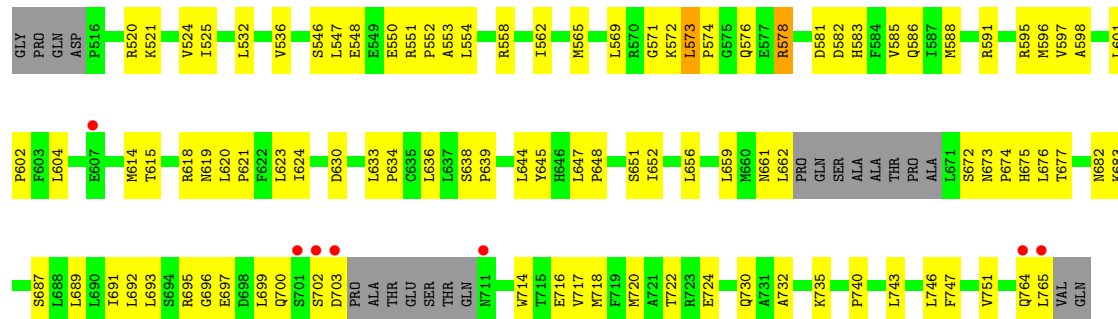 GLY PRO GLN ASP P516 R520 K521 V524 I525 L532 V536 S546 L547 E548 E549 E550 R551 P552 A553 L554 R558 I562 M565 L569 R570 G571 K572 L573 P574 G575 Q576 E577 R578 D581 D582 H583 F584 V585 Q586 I587 M588 R591 R595 M596 V597 A598 I601
P602 F603 L604 E607 M614 T615 R618 N619 L620 P621 F622 L623 I624 D630 L633 P634 C635 L636 L637 S638 P639 L644 Y645 H646 L647 P648 S651 I652 L656 L659 M660 N661 L662 PRO GLN SER ALA ALA THR PRO ALA L671 S672 N673 P674 H675 L676 T677 N682 K683
S687 L688 L689 L690 I691 L692 L693 S694 R695 G696 E697 D698 L699 Q700 S701 S702 D703 PRO ALA THR GLU SER THR GLN N711 W714 T715 E716 V717 M718 F719 M720 A721 T722 R723 E724 Q730 A731 A732 K735 P740 L743 L746 F747 V751 Q764 L765 VAL GLN